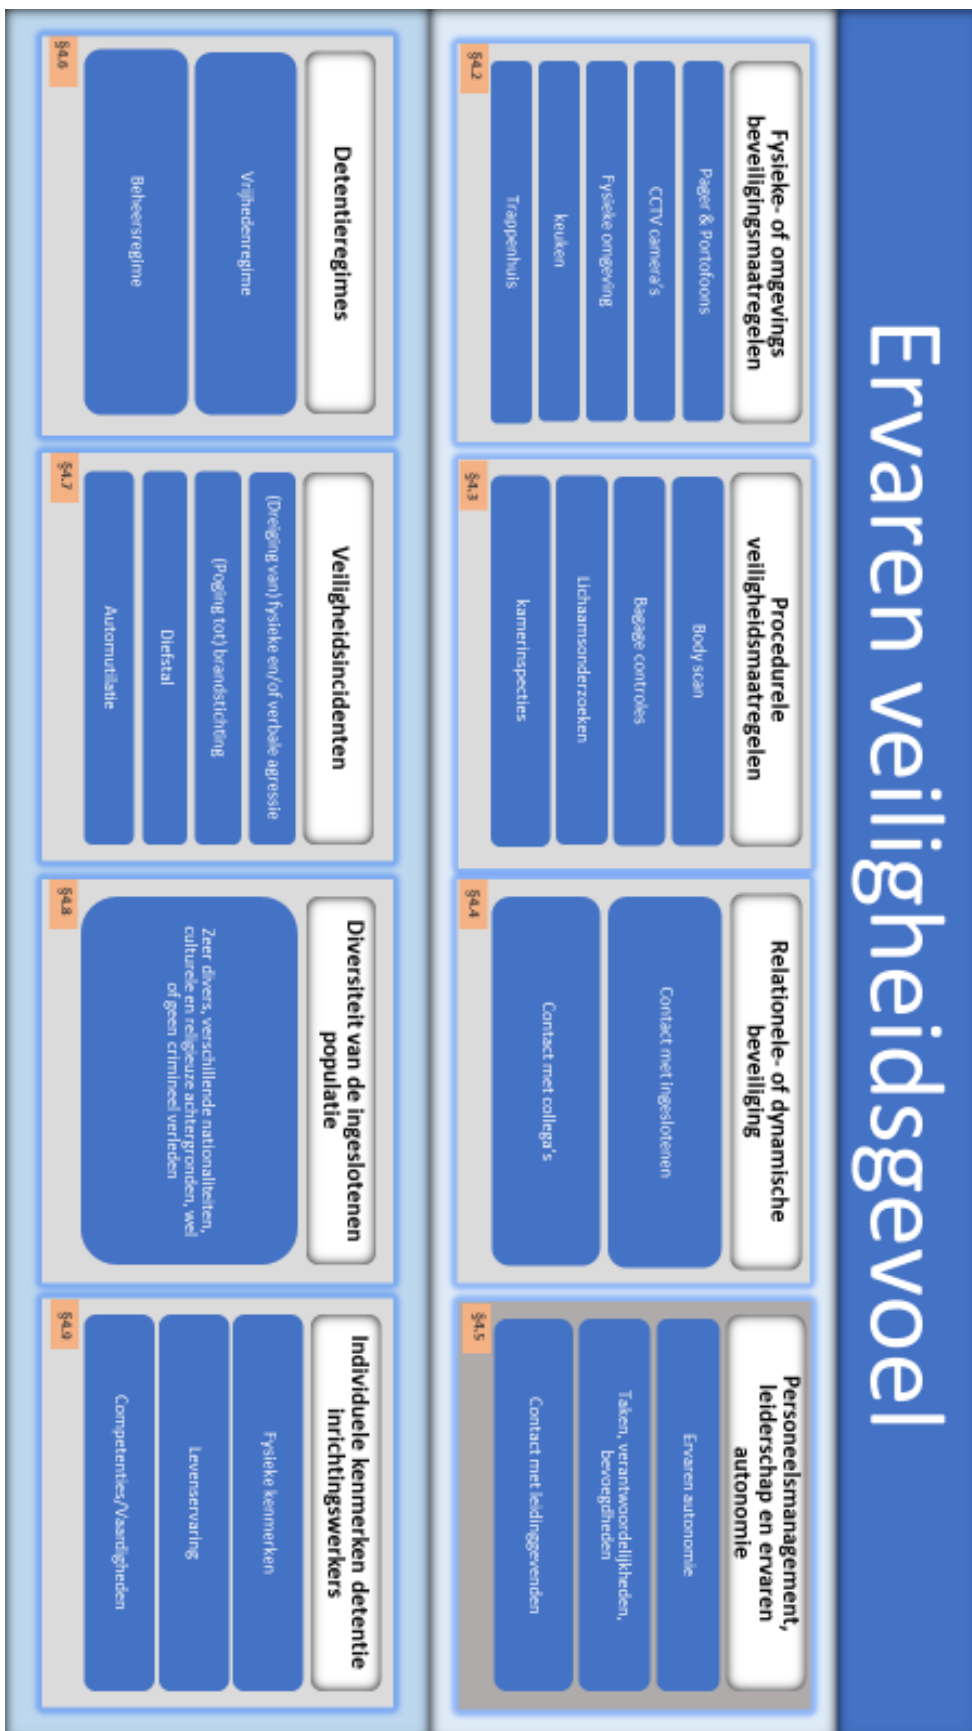 Ervaren veiligheidsgevoel
Fysieke- of omgevings
beveiligingsmaatregelen
Pager & Portofoons
CCTV camera's
Fysieke omgeving
keuken
Trappenhuis
§4.2
Procedurele
veiligheidsmaatregelen
Body scan
Bagage controles
Lichaamsonderzoeken
kamerinspecties
§4.3
Relationele- of dynamische
beveiliging
Contact met ingeslotenen
Contact met collega's
§4.4
Personeelsmanagement,
leiderschap en ervaren
autonomie
Ervaren autonomie
Taken, verantwoordelijkheden,
bevoegdheden
Contact met leidinggevenden
§4.5
Detentieregimes
Vrijhedenregime
Beheersregime
§4.6
Veiligheidsincidenten
(Dreiging van) fysieke en/of verbale agressie
(Poging tot) brandstichting
Diefstal
Automutilatie
§4.7
Diversiteit van de ingeslotenen
populatie
Zeer divers, verschillende nationaliteiten,
culturele en religieuze achtergronden, wel
of geen crimineel verleden
§4.8
Individuele kenmerken detentie
inrichtingswerkers
Fysieke kenmerken
Levenservaring
Competenties/Vaardigheden
§4.9